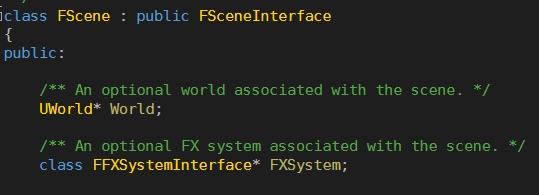 class FScene : public FSceneInterface
{
public:
/** An optional world associated with the scene. */
UWorld* World;
/** An optional FX system associated with the scene. */
class FFXSystemInterface* FXSystem;